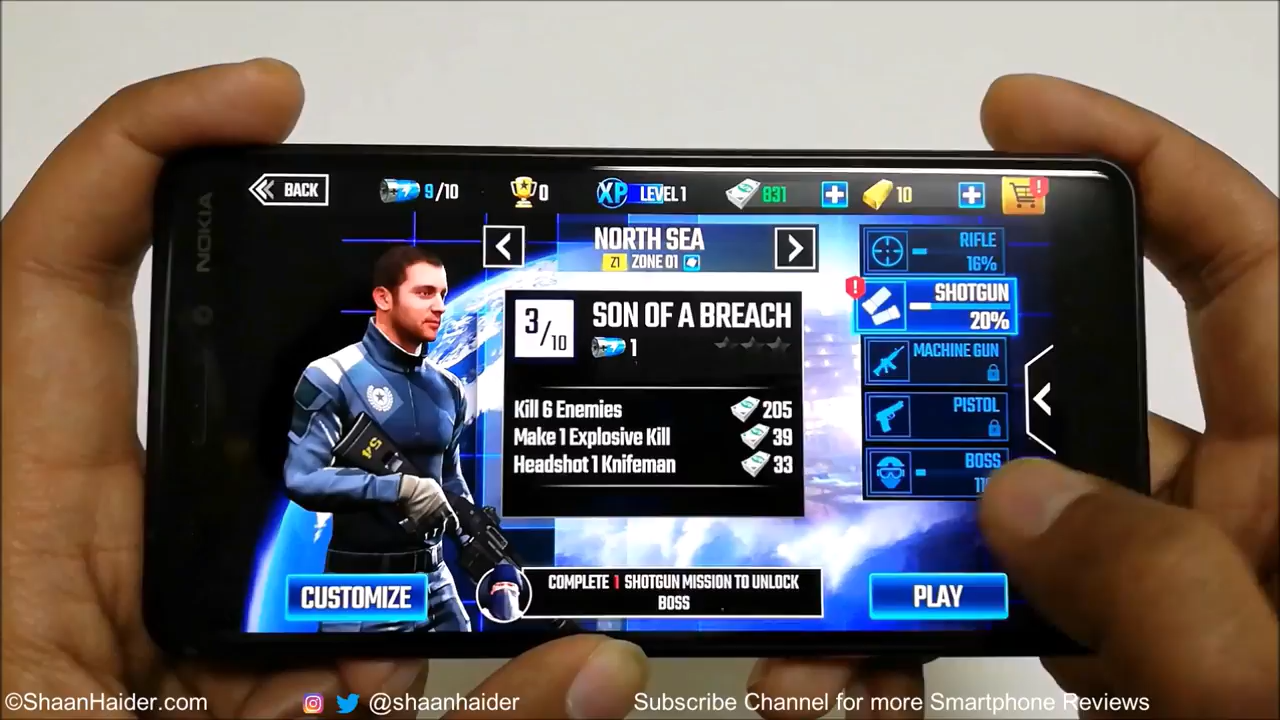 NOKIA
BACK
9/10
0
XP LEVEL 1
831
10
!
NORTH SEA
Z1 ZONE 01
3/10
SON OF A BREACH
1
Kill 6 Enemies 205
Make 1 Explosive Kill 39
Headshot 1 Knifeman 33
RIFLE
16%
!
SHOTGUN
20%
MACHINE GUN
PISTOL
BOSS
54
CUSTOMIZE
COMPLETE 1 SHOTGUN MISSION TO UNLOCK
BOSS
PLAY
©ShaanHaider.com
@shaanhaider
Subscribe Channel for more Smartphone Reviews